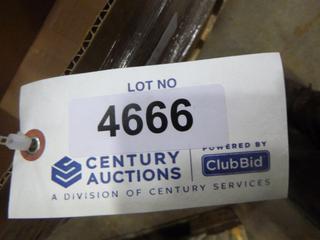 LOT NO
4666
CENTURY
AUCTIONS
POWERED BY
ClubBid
A DIVISION OF CENTURY SERVICES